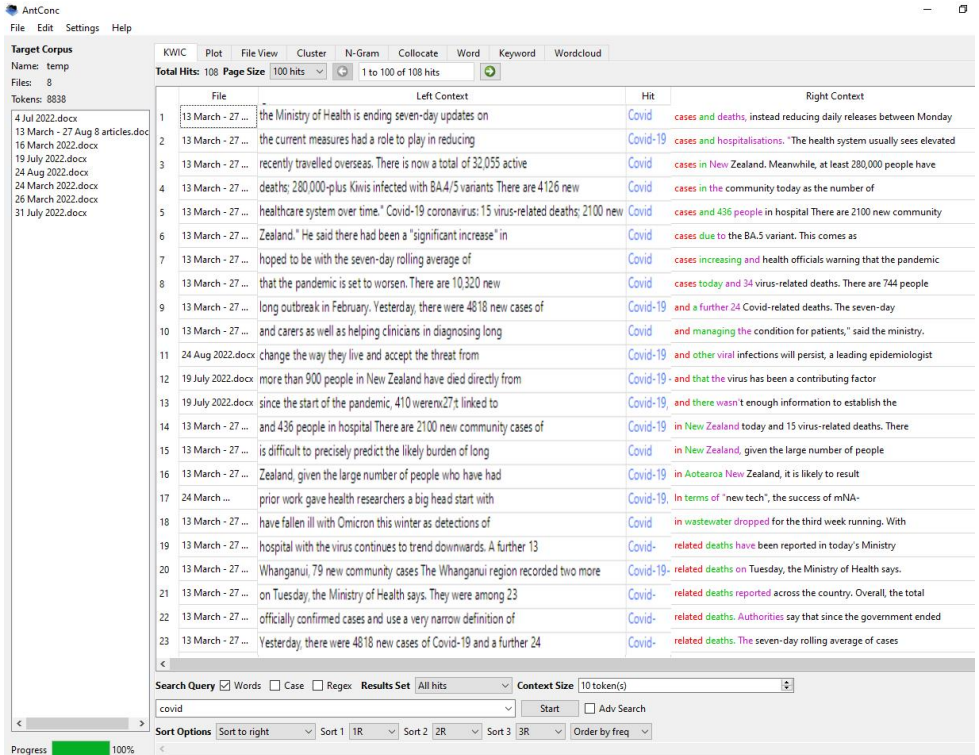 AntConc
File Edit Settings Help
Target Corpus
Name: temp
Files: 8
Tokens: 8838
4 Jul 2022.docx
13 March - 27 Aug 8 articles.doc
16 March 2022.docx
19 July 2022.docx
24 Aug 2022.docx
24 March 2022.docx
26 March 2022.docx
31 July 2022.docx
Progress 100%
KWIC Plot File View Cluster N-Gram Collocate Word Keyword Wordcloud
Total Hits: 108 Page Size 100 hits 1 to 100 of 108 hits
File Left Context Hit Right Context
1 13 March - 27 ... the Ministry of Health is ending seven-day updates on Covid cases and deaths, instead reducing daily releases between Monday
2 13 March - 27 ... the current measures had a role to play in reducing Covid-19 cases and hospitalisations. "The health system usually sees elevated
3 13 March - 27 ... recently travelled overseas. There is now a total of 32,055 active Covid cases in New Zealand. Meanwhile, at least 280,000 people have
4 13 March - 27 ... deaths; 280,000-plus Kiwis infected with BA.4/5 variants There are 4126 new Covid cases in the community today as the number of
5 13 March - 27 ... healthcare system over time." Covid-19 coronavirus: 15 virus-related deaths; 2100 new Covid cases and 436 people in hospital There are 2100 new community
6 13 March - 27 ... Zealand." He said there had been a "significant increase" in Covid cases due to the BA.5 variant. This comes as
7 13 March - 27 ... hoped to be with the seven-day rolling average of Covid cases increasing and health officials warning that the pandemic
8 13 March - 27 ... that the pandemic is set to worsen. There are 10,320 new Covid cases today and 34 virus-related deaths. There are 744 people
9 13 March - 27 ... long outbreak in February. Yesterday, there were 4818 new cases of Covid-19 and a further 24 Covid-related deaths. The seven-day
10 13 March - 27 ... and carers as well as helping clinicians in diagnosing long Covid and managing the condition for patients," said the ministry.
11 24 Aug 2022.docx change the way they live and accept the threat from Covid-19 and other viral infections will persist, a leading epidemiologist
12 19 July 2022.docx more than 900 people in New Zealand have died directly from Covid-19 - and that the virus has been a contributing factor
13 19 July 2022.docx since the start of the pandemic, 410 werenx27;t linked to Covid-19, and there wasn't enough information to establish the
14 13 March - 27 ... and 436 people in hospital There are 2100 new community cases of Covid-19 in New Zealand today and 15 virus-related deaths. There
15 13 March - 27 ... is difficult to precisely predict the likely burden of long Covid in New Zealand, given the large number of people
16 13 March - 27 ... Zealand, given the large number of people who have had Covid-19 in Aotearoa New Zealand, it is likely to result
17 24 March ... prior work gave health researchers a big head start with Covid-19. In terms of "new tech", the success of mNA-
18 13 March - 27 ... have fallen ill with Omicron this winter as detections of Covid in wastewater dropped for the third week running. With
19 13 March - 27 ... hospital with the virus continues to trend downwards. A further 13 Covid- related deaths have been reported in today's Ministry
20 13 March - 27 ... Whanganui, 79 new community cases The Whanganui region recorded two more Covid-19- related deaths on Tuesday, the Ministry of Health says.
21 13 March - 27 ... on Tuesday, the Ministry of Health says. They were among 23 Covid- related deaths reported across the country. Overall, the total
22 13 March - 27 ... officially confirmed cases and use a very narrow definition of Covid- related deaths. Authorities say that since the government ended
23 13 March - 27 ... Yesterday, there were 4818 new cases of Covid-19 and a further 24 Covid- related deaths. The seven-day rolling average of cases
Search Query Words Case Regex Results Set All hits Context Size 10 token(s)
covid Start Adv Search
Sort Options Sort to right Sort 1 1R Sort 2 2R Sort 3 3R Order by freq